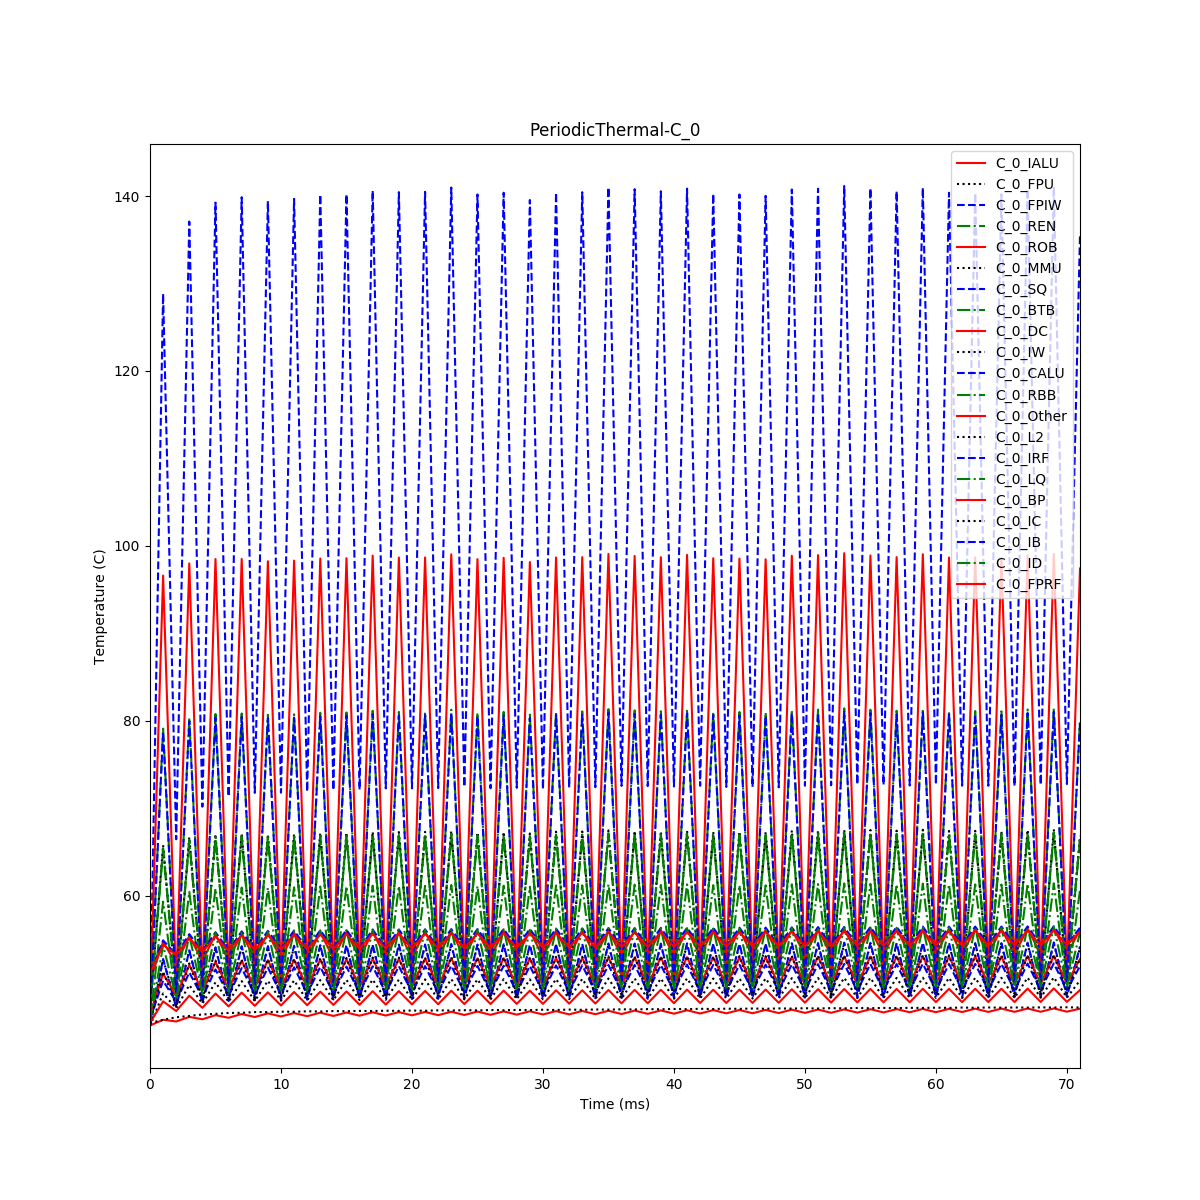 PeriodicThermal-C_0
C_0_IALU
C_0_FPU
C_0_FPIW
C_0_REN
C_0_ROB
C_0_MMU
C_0_SQ
C_0_BTB
C_0_DC
C_0_IW
C_0_CALU
C_0_RBB
C_0_Other
C_0_L2
C_0_IRF
C_0_LQ
C_0_BP
C_0_IC
C_0_IB
C_0_ID
C_0_FPRF
140
120
100
80
60
Temperature (C)
0 10 20 30 40 50 60 70
Time (ms)